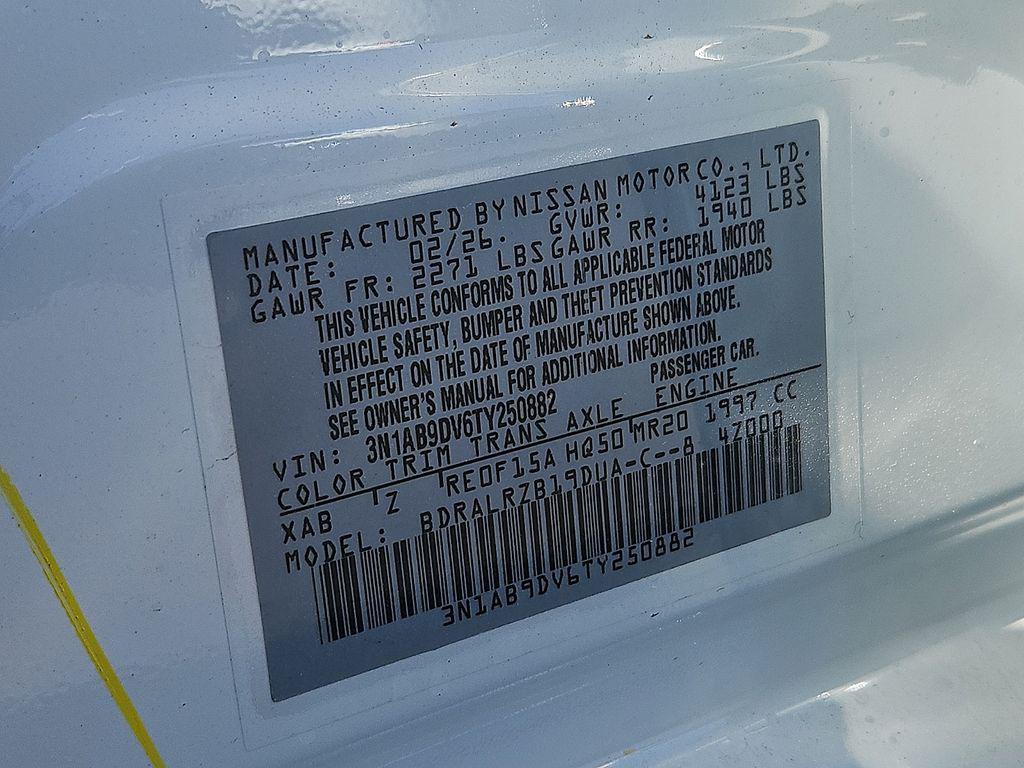 MANUFACTURED BY NISSAN MOTOR CO., LTD.
DATE: 02/26. GVWR: 4123 LBS
GAWR FR: 2271 LBS GAWR RR: 1940 LBS
THIS VEHICLE CONFORMS TO ALL APPLICABLE FEDERAL MOTOR
VEHICLE SAFETY, BUMPER AND THEFT PREVENTION STANDARDS
IN EFFECT ON THE DATE OF MANUFACTURE SHOWN ABOVE.
SEE OWNER'S MANUAL FOR ADDITIONAL INFORMATION.
VIN: 3N1AB9DV6TY250882 PASSENGER CAR.
COLOR TRIM TRANS AXLE ENGINE
XAB Z RE0F15A HQ50 MR20 1997 CC
MODEL: BDRALRZB19DUA-C--8 4Z000
3N1AB9DV6TY250882